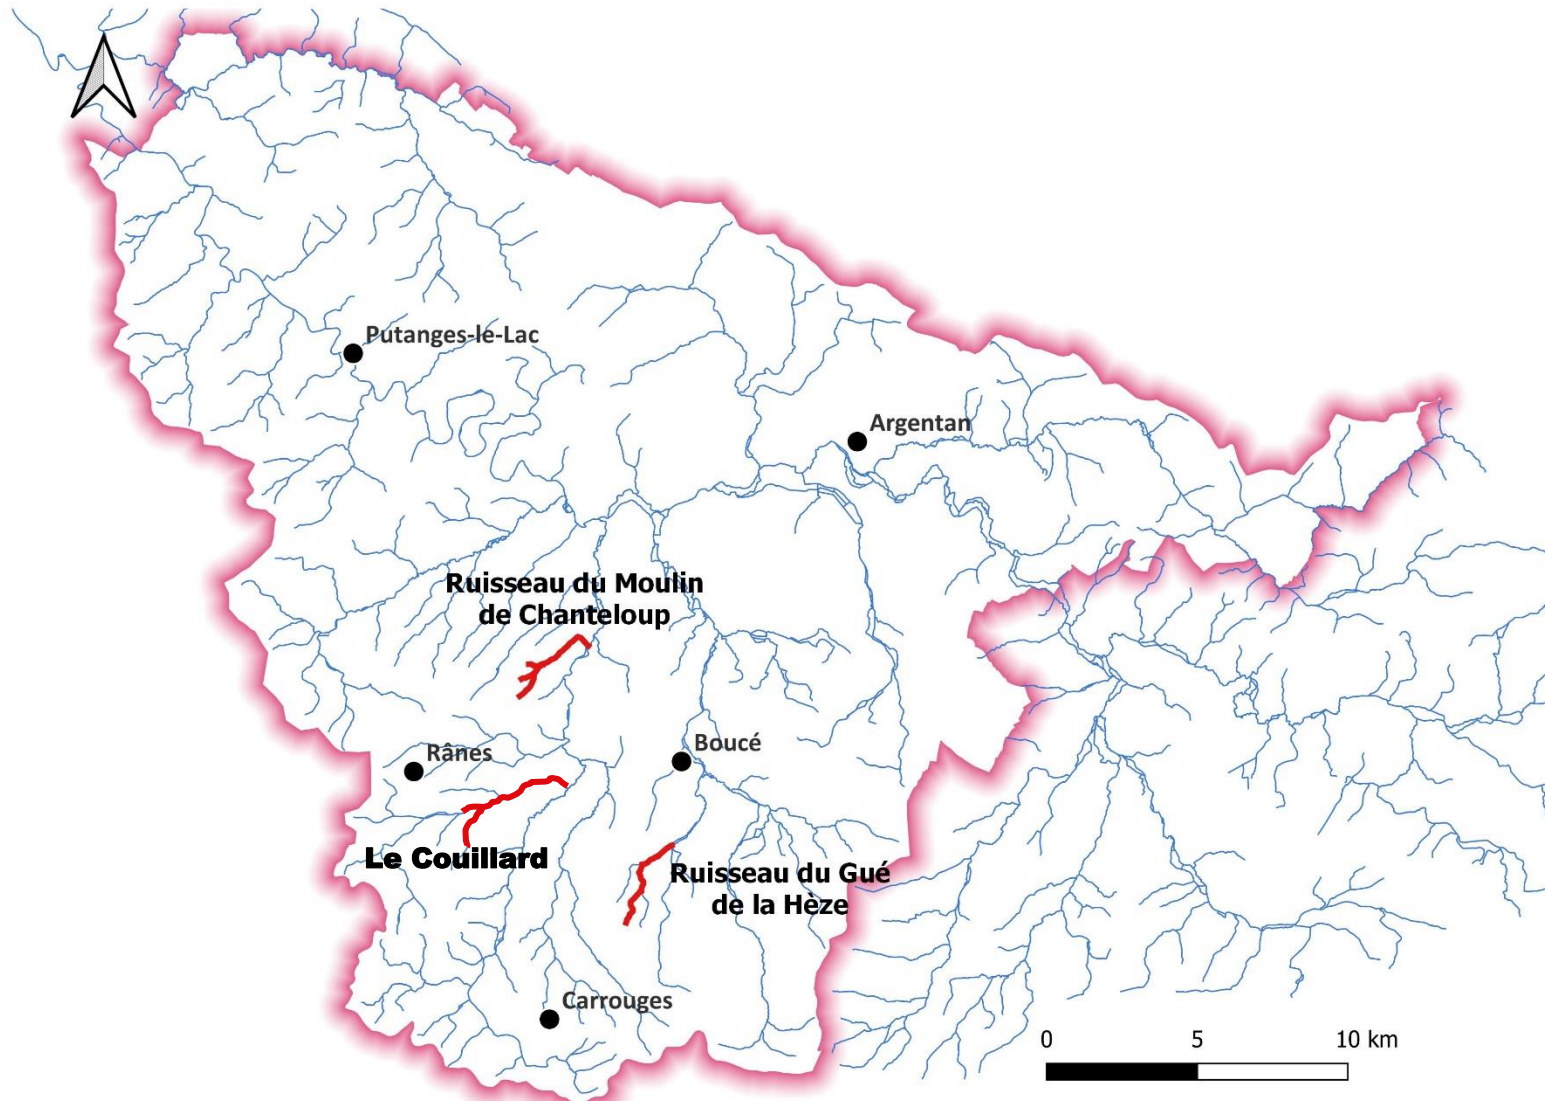 Putanges-le-Lac
Argentan
Ruisseau du Moulin
de Chanteloup
Rânes
Boucé
Le Couillard
Ruisseau du Gué
de la Hèze
Carrouges
0 5 10 km